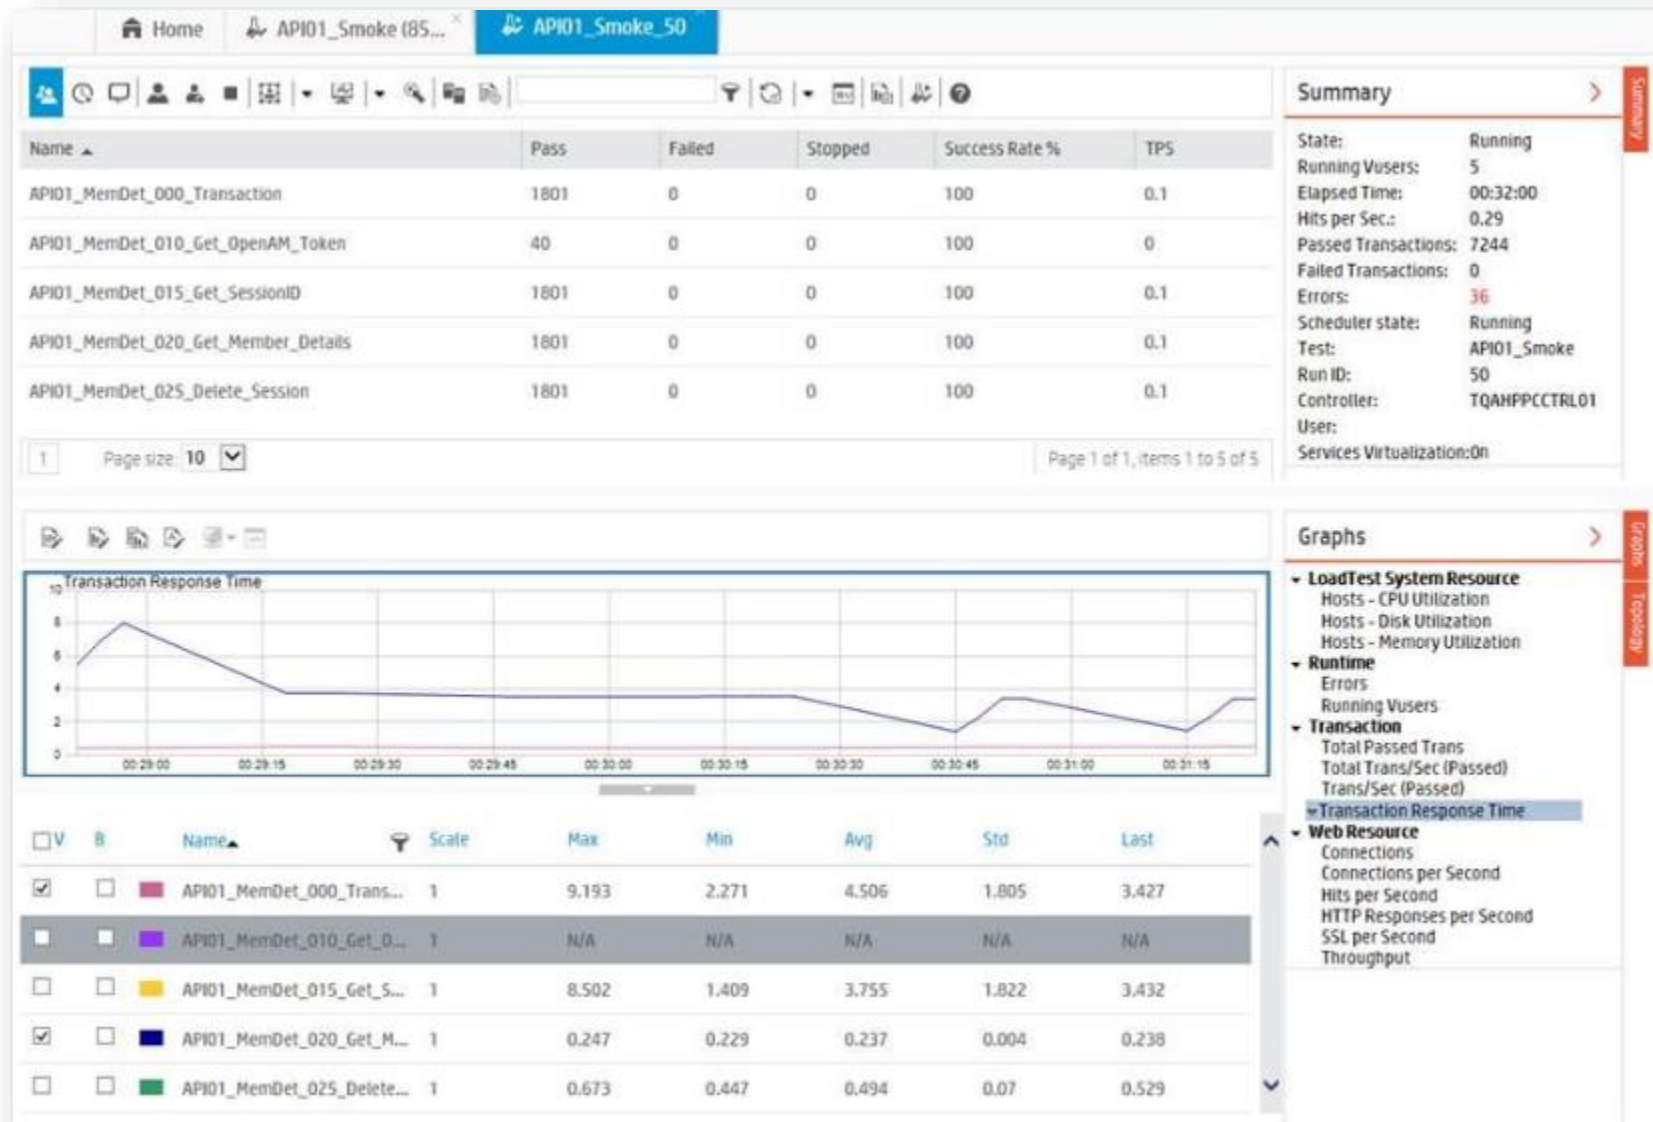 Home API01_Smoke (85... API01_Smoke_50
Name Pass Failed Stopped Success Rate % TPS
API01_MemDet_000_Transaction 1801 0 0 100 0.1
API01_MemDet_010_Get_OpenAM_Token 40 0 0 100 0
API01_MemDet_015_Get_SessionID 1801 0 0 100 0.1
API01_MemDet_020_Get_Member_Details 1801 0 0 100 0.1
API01_MemDet_025_Delete_Session 1801 0 0 100 0.1
1 Page size 10 Page 1 of 1, items 1 to 5 of 5
Summary
Summary
State: Running
Running Vusers: 5
Elapsed Time: 00:32:00
Hits per Sec.: 0.29
Passed Transactions: 7244
Failed Transactions: 0
Errors: 36
Scheduler state: Running
Test: API01_Smoke
Run ID: 50
Controller: TQAHPPCCTRL01
User:
Services Virtualization:On
Transaction Response Time
10
8
6
4
2
0
00:29:00 00:29:15 00:29:30 00:29:45 00:30:00 00:30:15 00:30:30 00:30:45 00:31:00 00:31:15
V B Name Scale Max Min Avg Std Last
API01_MemDet_000_Trans... 1 9.193 2.271 4.506 1.805 3.427
API01_MemDet_010_Get_O... 1 N/A N/A N/A N/A N/A
API01_MemDet_015_Get_S... 1 8.502 1.409 3.755 1.822 3.432
API01_MemDet_020_Get_M... 1 0.247 0.229 0.237 0.004 0.238
API01_MemDet_025_Delete... 1 0.673 0.447 0.494 0.07 0.529
Graphs
Graphs
Topology
LoadTest System Resource
Hosts - CPU Utilization
Hosts - Disk Utilization
Hosts - Memory Utilization
Runtime
Errors
Running Vusers
Transaction
Total Passed Trans
Total Trans/Sec (Passed)
Trans/Sec (Passed)
Transaction Response Time
Web Resource
Connections
Connections per Second
Hits per Second
HTTP Responses per Second
SSL per Second
Throughput